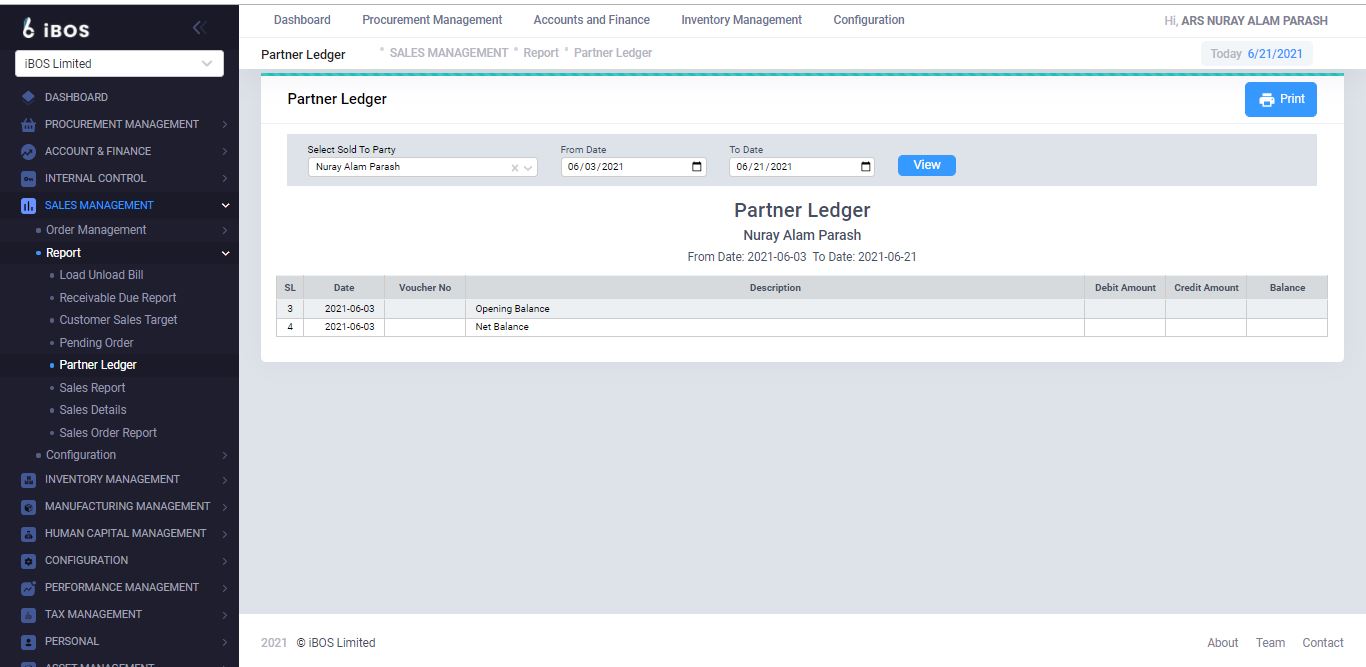 iBOS
iBOS Limited
DASHBOARD
PROCUREMENT MANAGEMENT
ACCOUNT & FINANCE
INTERNAL CONTROL
SALES MANAGEMENT
Order Management
Report
Load Unload Bill
Receivable Due Report
Customer Sales Target
Pending Order
Partner Ledger
Sales Report
Sales Details
Sales Order Report
Configuration
INVENTORY MANAGEMENT
MANUFACTURING MANAGEMENT
HUMAN CAPITAL MANAGEMENT
CONFIGURATION
PERFORMANCE MANAGEMENT
TAX MANAGEMENT
PERSONAL
ASSET MANAGEMENT
Dashboard Procurement Management Accounts and Finance Inventory Management Configuration Hi, ARS NURAY ALAM PARASH
Partner Ledger • SALES MANAGEMENT • Report • Partner Ledger Today 6/21/2021
Partner Ledger Print
Select Sold To Party From Date To Date
Nuray Alam Parash 06/03/2021 06/21/2021 View
Partner Ledger
Nuray Alam Parash
From Date: 2021-06-03 To Date: 2021-06-21
SL Date Voucher No Description Debit Amount Credit Amount Balance
3 2021-06-03 Opening Balance
4 2021-06-03 Net Balance
2021 © iBOS Limited About Team Contact